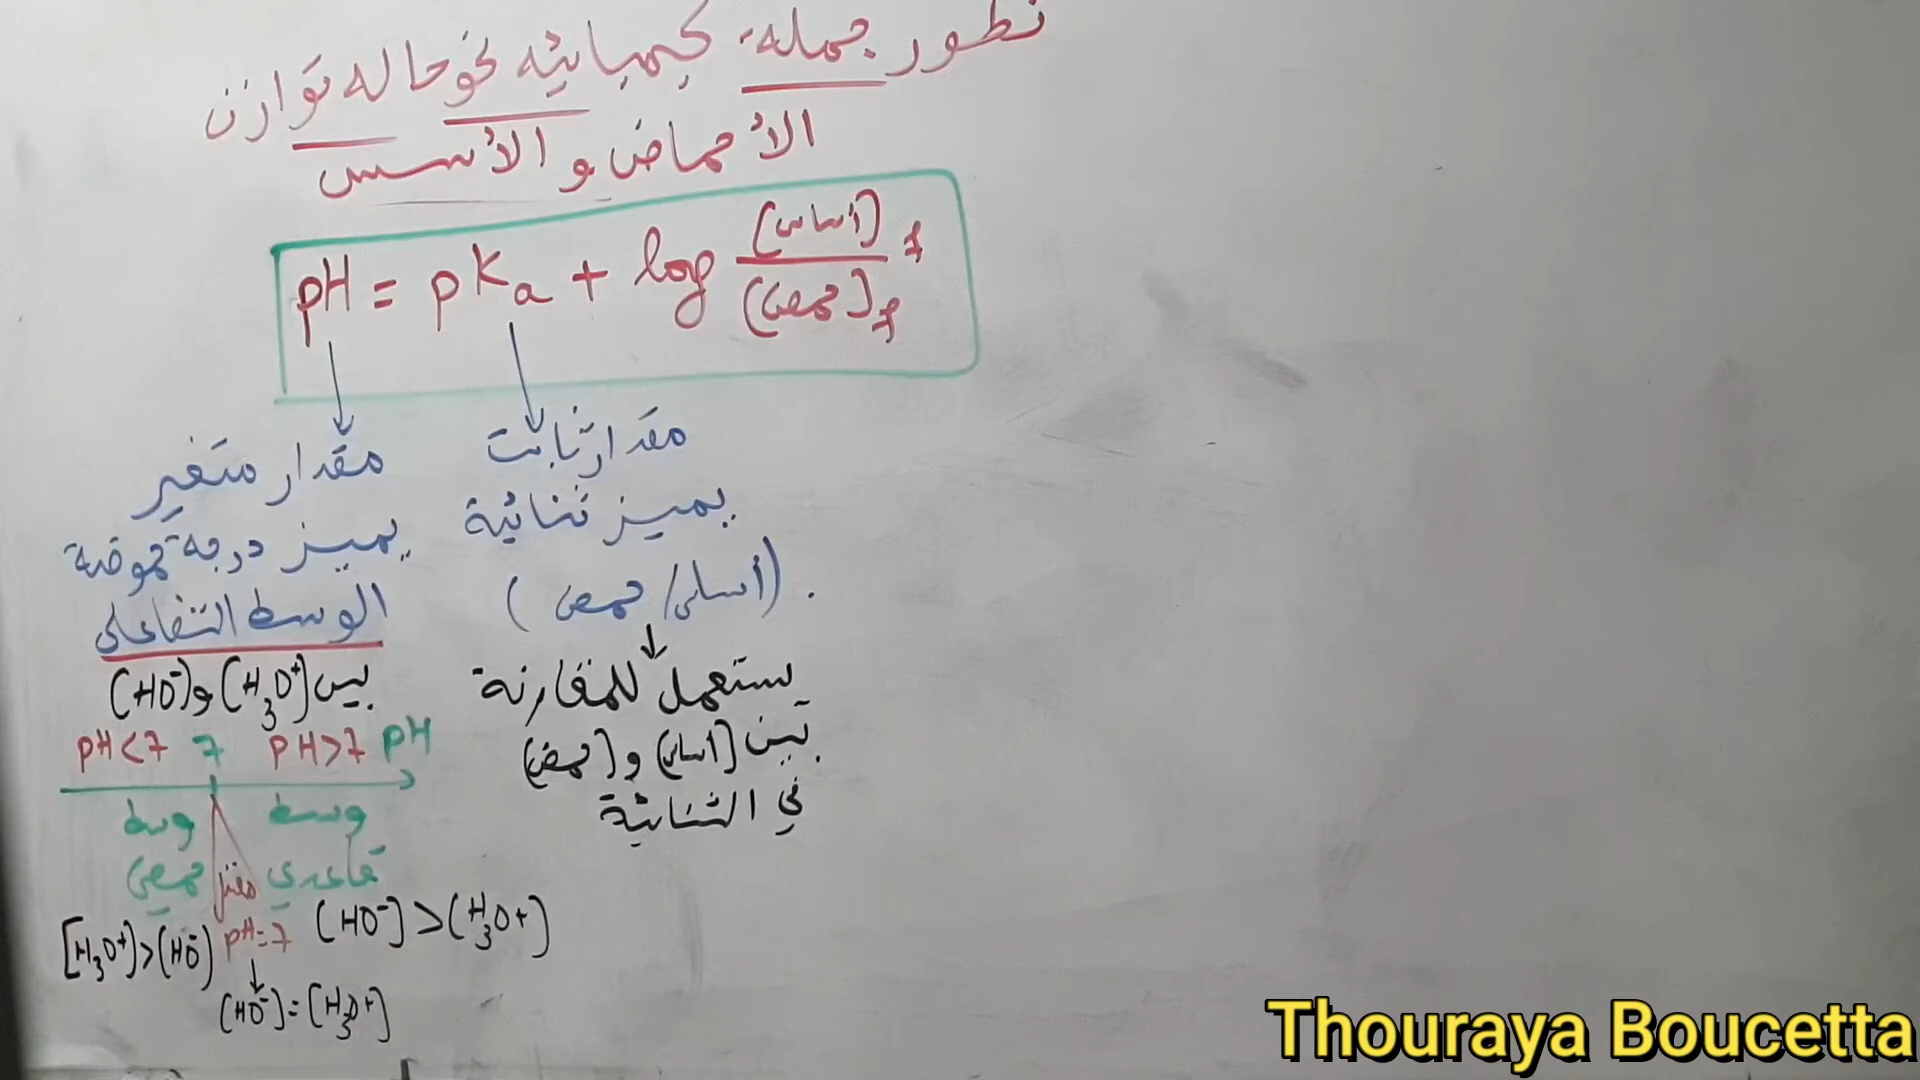 تطور جملة كيميائية نحو حالة توازن
الأحماض و الأسس
pH = pKa + log [أساس]f / [حمض]f
مقدار متغير
يميز درجة حموضة
الوسط التفاعلي
بين [H3O+] و [HO-]
pH<7 7 pH>7 pH
وسط وسط
حمضي معتدل قاعدي
[H3O+]>[HO-] pH=7 [HO-]>[H3O+]
[HO-]=[H3O+]
مقدار ثابت
يميز ثنائية
(أساس/حمض)
يستعمل للمقارنة
بين [أساس] و [حمض]
في الثنائية
Thouraya Boucetta